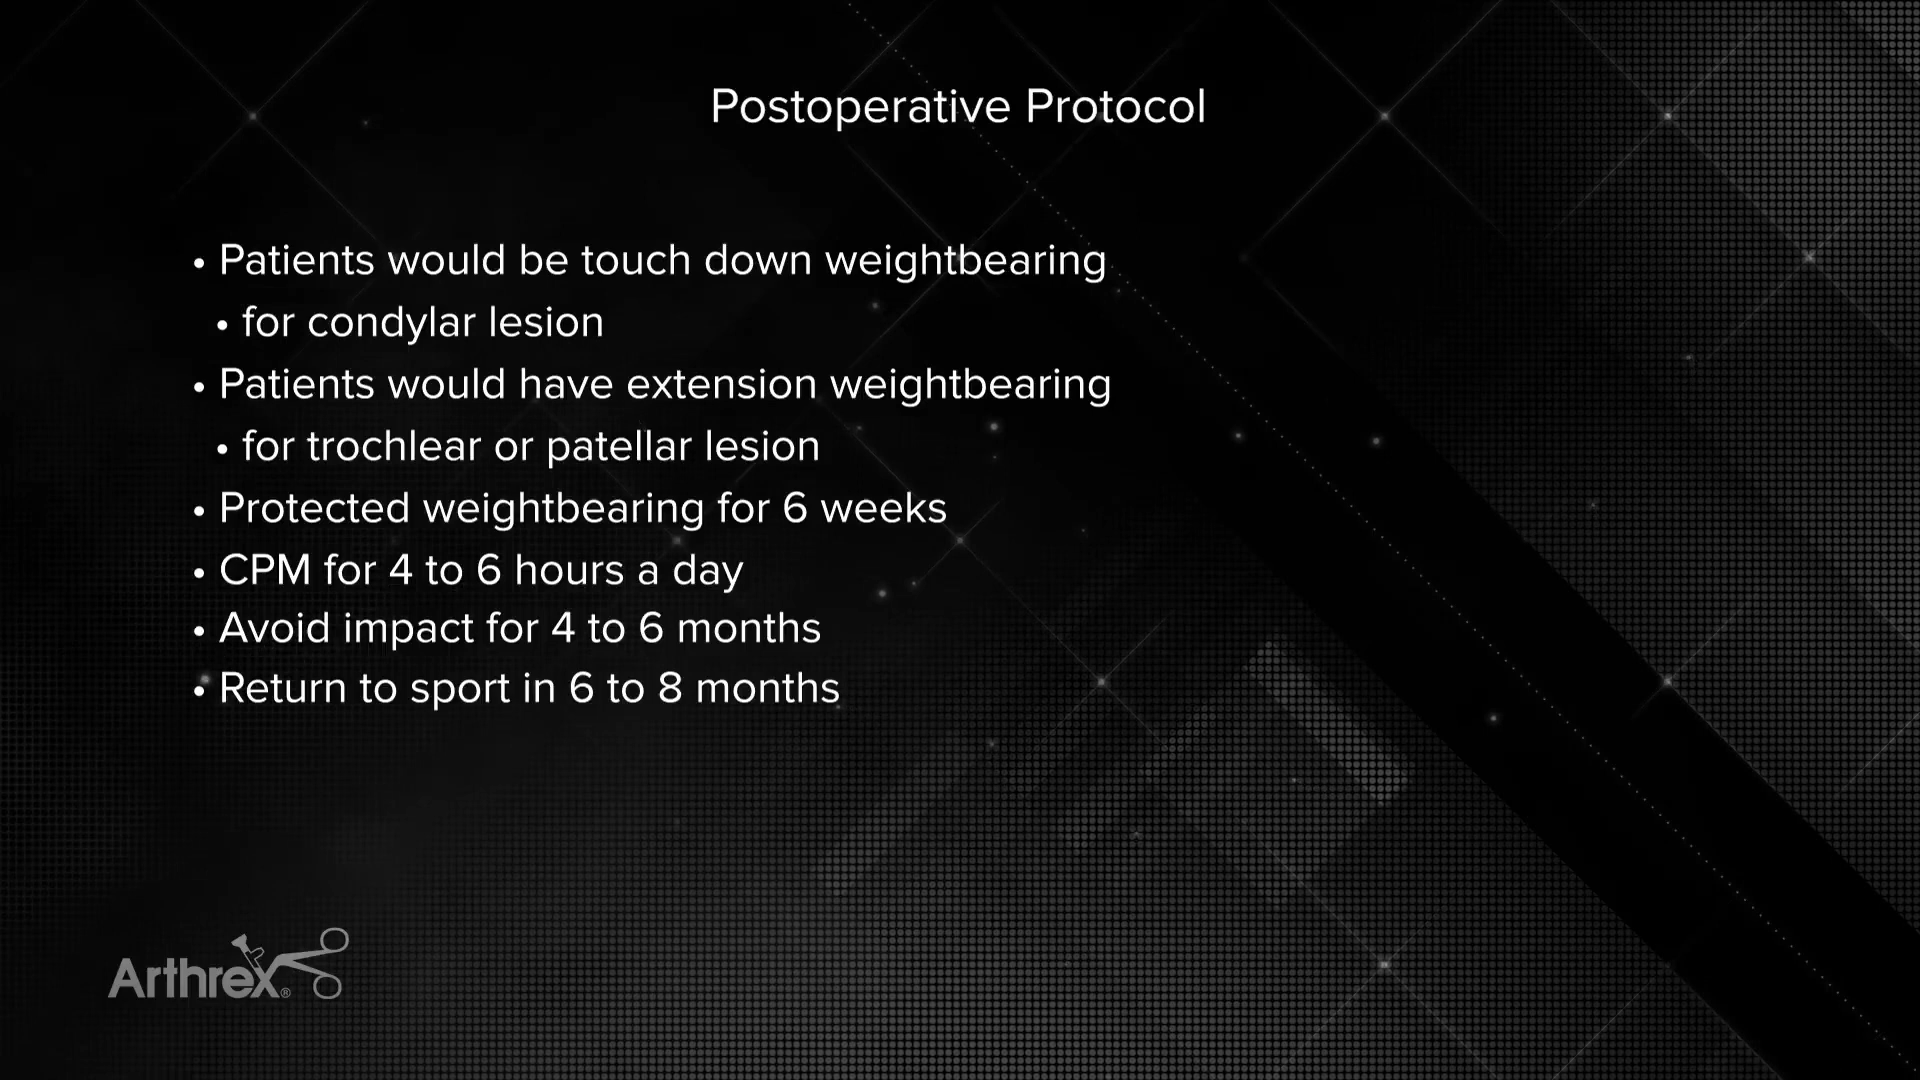 Postoperative Protocol
• Patients would be touch down weightbearing
• for condylar lesion
• Patients would have extension weightbearing
• for trochlear or patellar lesion
• Protected weightbearing for 6 weeks
• CPM for 4 to 6 hours a day
• Avoid impact for 4 to 6 months
• Return to sport in 6 to 8 months
Arthrex®